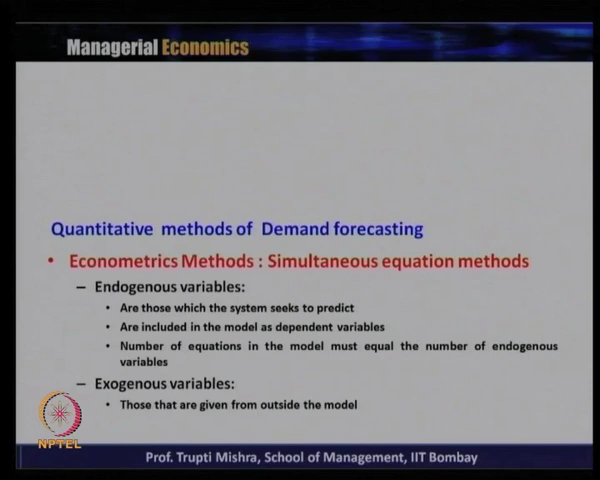 Managerial Economics
Quantitative methods of Demand forecasting
• Econometrics Methods : Simultaneous equation methods
– Endogenous variables:
• Are those which the system seeks to predict
• Are included in the model as dependent variables
• Number of equations in the model must equal the number of endogenous
variables
– Exogenous variables:
• Those that are given from outside the model
NPTEL
Prof. Trupti Mishra, School of Management, IIT Bombay